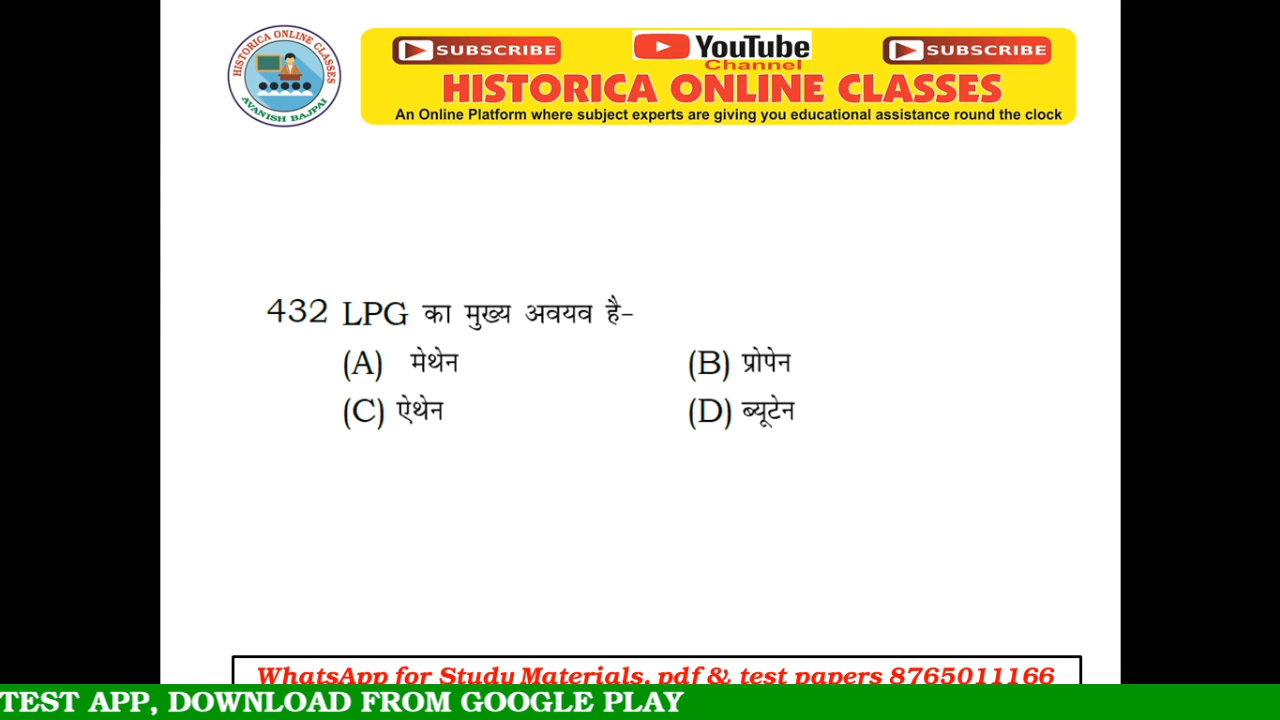 HISTORICA ONLINE CLASSES
AVANISH BAJPAI
SUBSCRIBE
YouTube
SUBSCRIBE
Channel
HISTORICA ONLINE CLASSES
An Online Platform where subject experts are giving you educational assistance round the clock
432 LPG का मुख्य अवयव है–
(A) मेथेन (B) प्रोपेन
(C) ऐथेन (D) ब्यूटेन
WhatsApp for Study Materials, pdf & test papers 8765011166
TEST APP, DOWNLOAD FROM GOOGLE PLAY